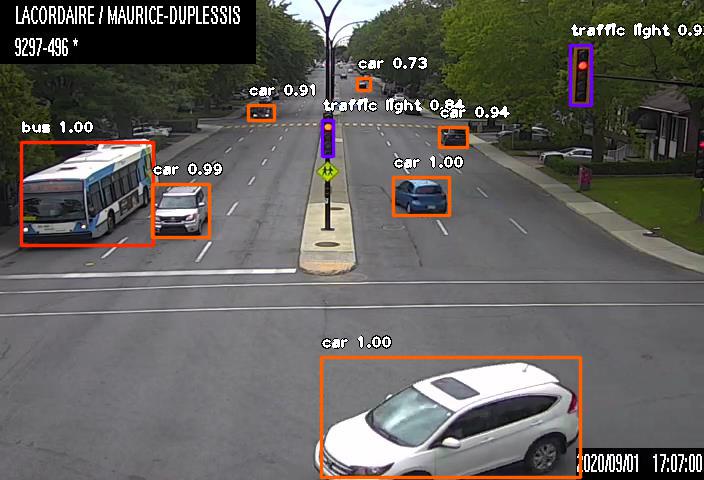 LACORDAIRE / MAURICE-DUPLESSIS
9297-496 *
traffic light 0.9
car 0.73
car 0.91
traffic light 0.84
car 0.94
bus 1.00
car 0.99
car 1.00
car 1.00
2020/09/01 17:07:00